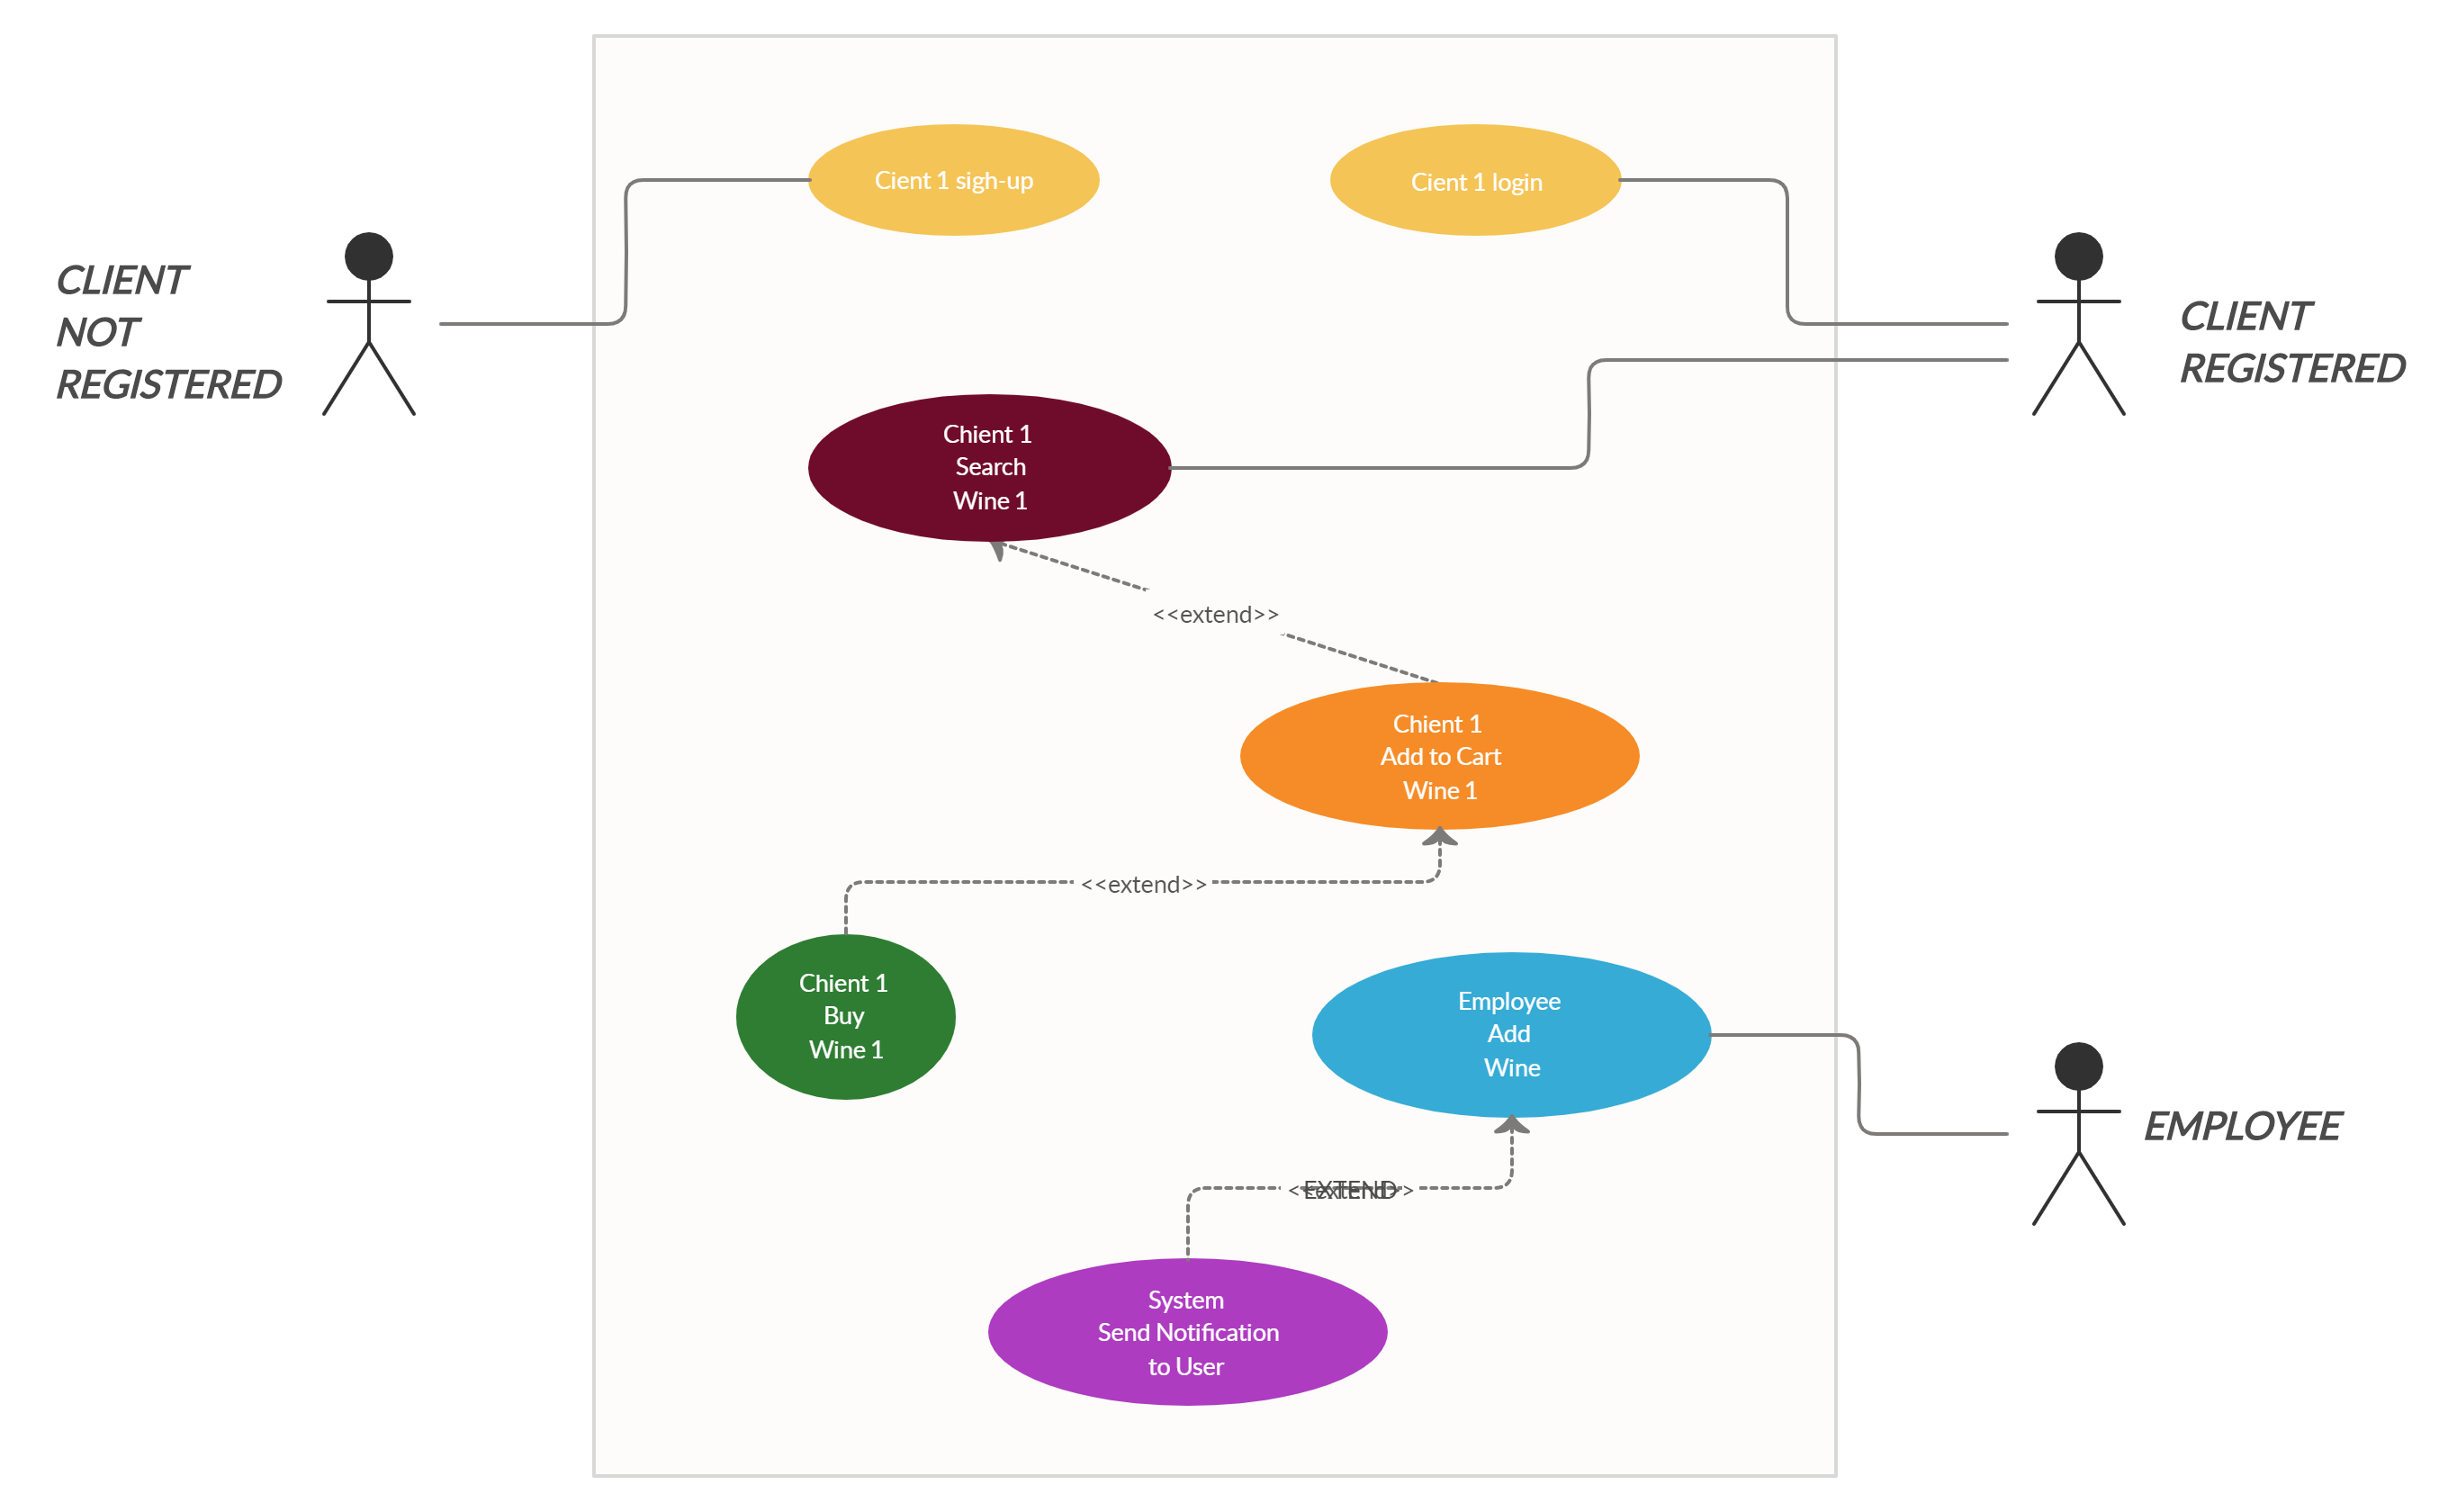 Cient 1 sigh-up
Cient 1 login
CLIENT
NOT
REGISTERED
CLIENT
REGISTERED
Chient 1
Search
Wine 1
<<extend>>
Chient 1
Add to Cart
Wine 1
<<extend>>
Chient 1
Buy
Wine 1
Employee
Add
Wine
EMPLOYEE
<<extend>>
EXTEND
System
Send Notification
to User